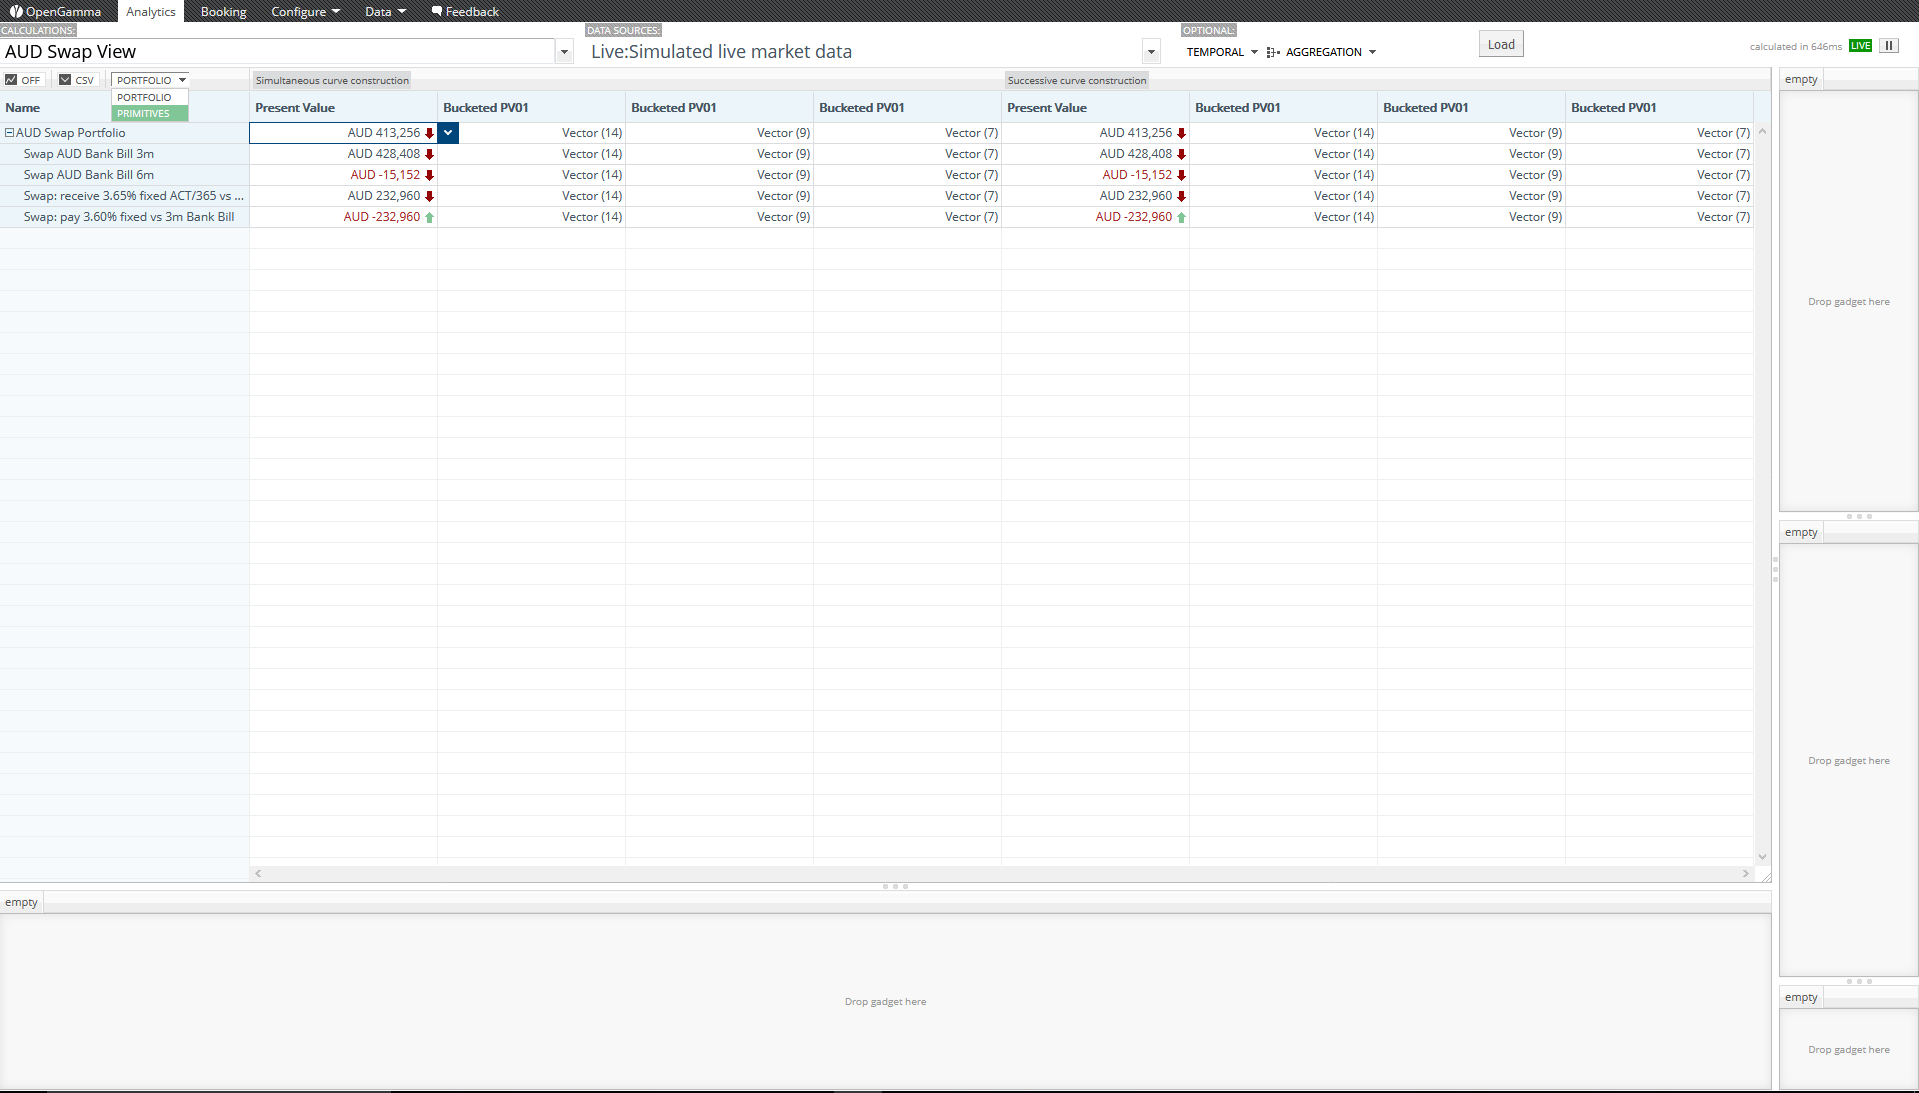 OpenGamma Analytics Booking Configure Data Feedback
CALCULATIONS: DATA SOURCES: OPTIONAL:
AUD Swap View Live:Simulated live market data TEMPORAL AGGREGATION Load calculated in 646ms LIVE
OFF CSV PORTFOLIO Simultaneous curve construction Successive curve construction empty
PORTFOLIO
PRIMITIVES
Name Present Value Bucketed PV01 Bucketed PV01 Bucketed PV01 Present Value Bucketed PV01 Bucketed PV01 Bucketed PV01
AUD Swap Portfolio AUD 413,256 Vector (14) Vector (9) Vector (7) AUD 413,256 Vector (14) Vector (9) Vector (7)
Swap AUD Bank Bill 3m AUD 428,408 Vector (14) Vector (9) Vector (7) AUD 428,408 Vector (14) Vector (9) Vector (7)
Swap AUD Bank Bill 6m AUD -15,152 Vector (14) Vector (9) Vector (7) AUD -15,152 Vector (14) Vector (9) Vector (7)
Swap: receive 3.65% fixed ACT/365 vs ... AUD 232,960 Vector (14) Vector (9) Vector (7) AUD 232,960 Vector (14) Vector (9) Vector (7)
Swap: pay 3.60% fixed vs 3m Bank Bill AUD -232,960 Vector (14) Vector (9) Vector (7) AUD -232,960 Vector (14) Vector (9) Vector (7)
Drop gadget here
empty
Drop gadget here
empty
Drop gadget here
empty
Drop gadget here